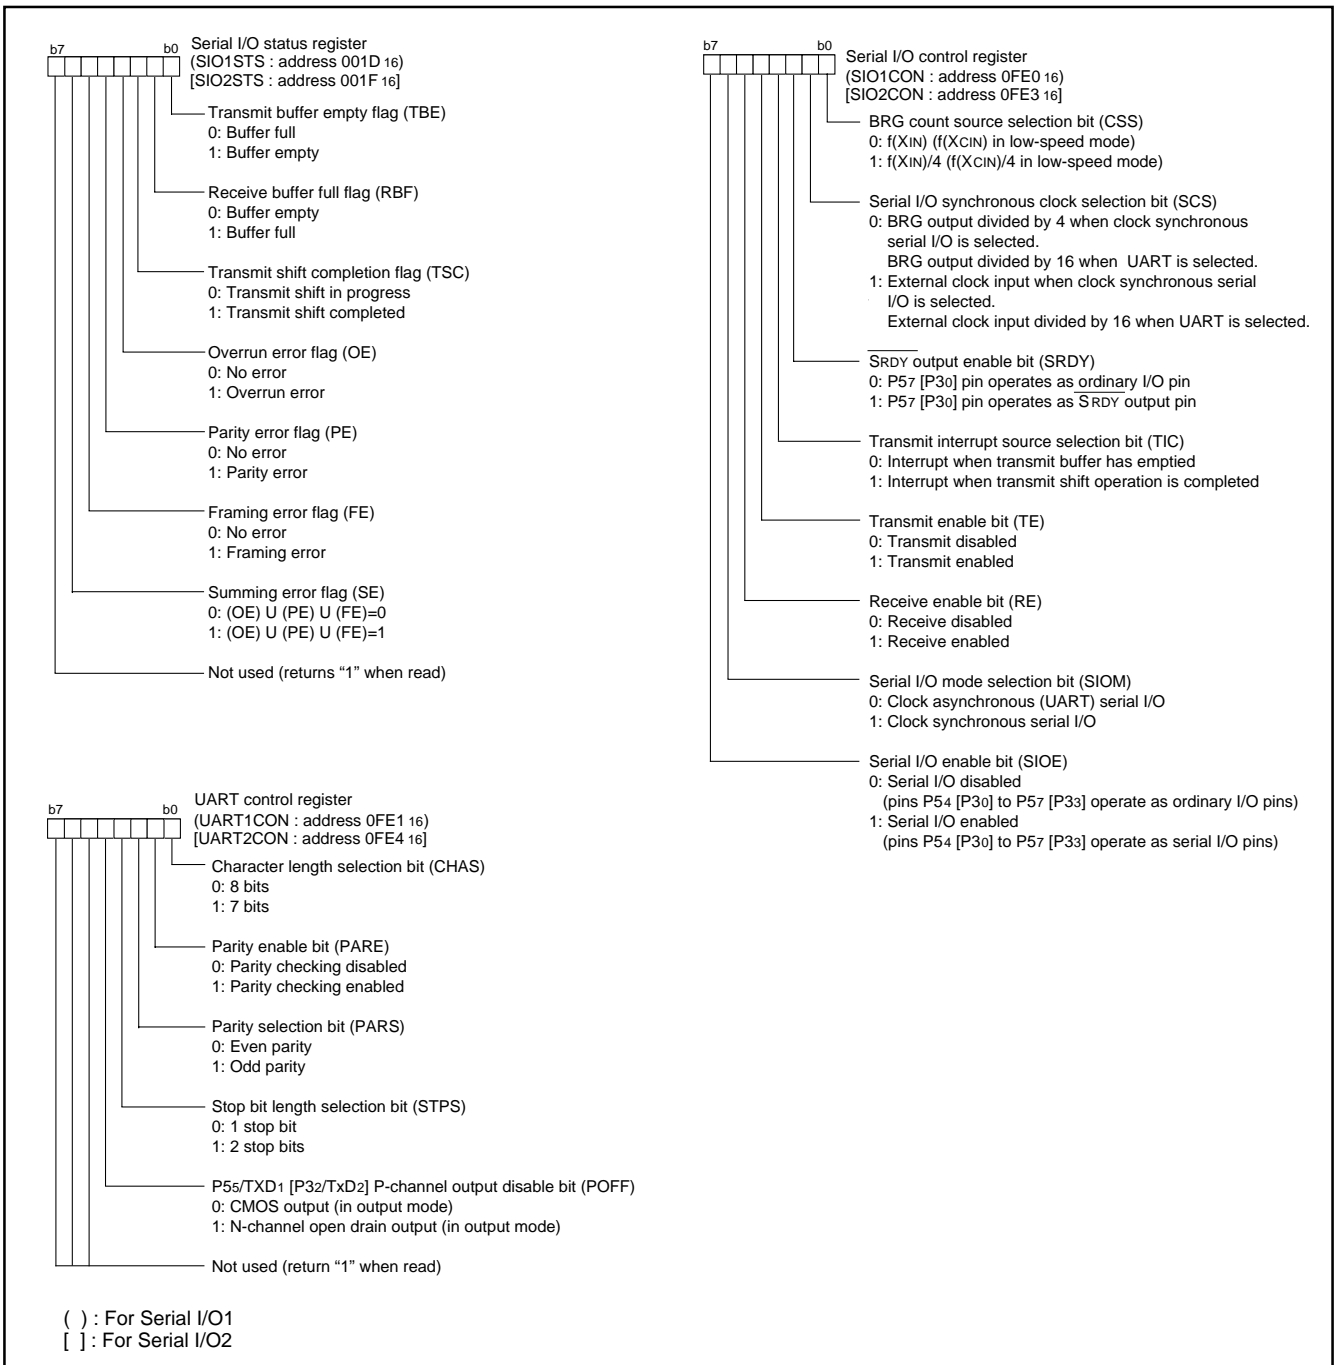 b7
b0
Serial I/O status register
(SIO1STS : address 001D 16)
[SIO2STS : address 001F 16]
Transmit buffer empty flag (TBE)
0: Buffer full
1: Buffer empty
Receive buffer full flag (RBF)
0: Buffer empty
1: Buffer full
Transmit shift completion flag (TSC)
0: Transmit shift in progress
1: Transmit shift completed
Overrun error flag (OE)
0: No error
1: Overrun error
Parity error flag (PE)
0: No error
1: Parity error
Framing error flag (FE)
0: No error
1: Framing error
Summing error flag (SE)
0: (OE) U (PE) U (FE)=0
1: (OE) U (PE) U (FE)=1
Not used (returns “1” when read)
b7
b0
UART control register
(UART1CON : address 0FE1 16)
[UART2CON : address 0FE4 16]
Character length selection bit (CHAS)
0: 8 bits
1: 7 bits
Parity enable bit (PARE)
0: Parity checking disabled
1: Parity checking enabled
Parity selection bit (PARS)
0: Even parity
1: Odd parity
Stop bit length selection bit (STPS)
0: 1 stop bit
1: 2 stop bits
P55/TXD1 [P32/TxD2] P-channel output disable bit (POFF)
0: CMOS output (in output mode)
1: N-channel open drain output (in output mode)
Not used (return “1” when read)
( ) : For Serial I/O1
[ ] : For Serial I/O2
b7
b0
Serial I/O control register
(SIO1CON : address 0FE0 16)
[SIO2CON : address 0FE3 16]
BRG count source selection bit (CSS)
0: f(XIN) (f(XCIN) in low-speed mode)
1: f(XIN)/4 (f(XCIN)/4 in low-speed mode)
Serial I/O synchronous clock selection bit (SCS)
0: BRG output divided by 4 when clock synchronous
serial I/O is selected.
BRG output divided by 16 when UART is selected.
1: External clock input when clock synchronous serial
I/O is selected.
External clock input divided by 16 when UART is selected.
SRDY output enable bit (SRDY)
0: P57 [P30] pin operates as ordinary I/O pin
1: P57 [P30] pin operates as SRDY output pin
Transmit interrupt source selection bit (TIC)
0: Interrupt when transmit buffer has emptied
1: Interrupt when transmit shift operation is completed
Transmit enable bit (TE)
0: Transmit disabled
1: Transmit enabled
Receive enable bit (RE)
0: Receive disabled
1: Receive enabled
Serial I/O mode selection bit (SIOM)
0: Clock asynchronous (UART) serial I/O
1: Clock synchronous serial I/O
Serial I/O enable bit (SIOE)
0: Serial I/O disabled
(pins P54 [P30] to P57 [P33] operate as ordinary I/O pins)
1: Serial I/O enabled
(pins P54 [P30] to P57 [P33] operate as serial I/O pins)